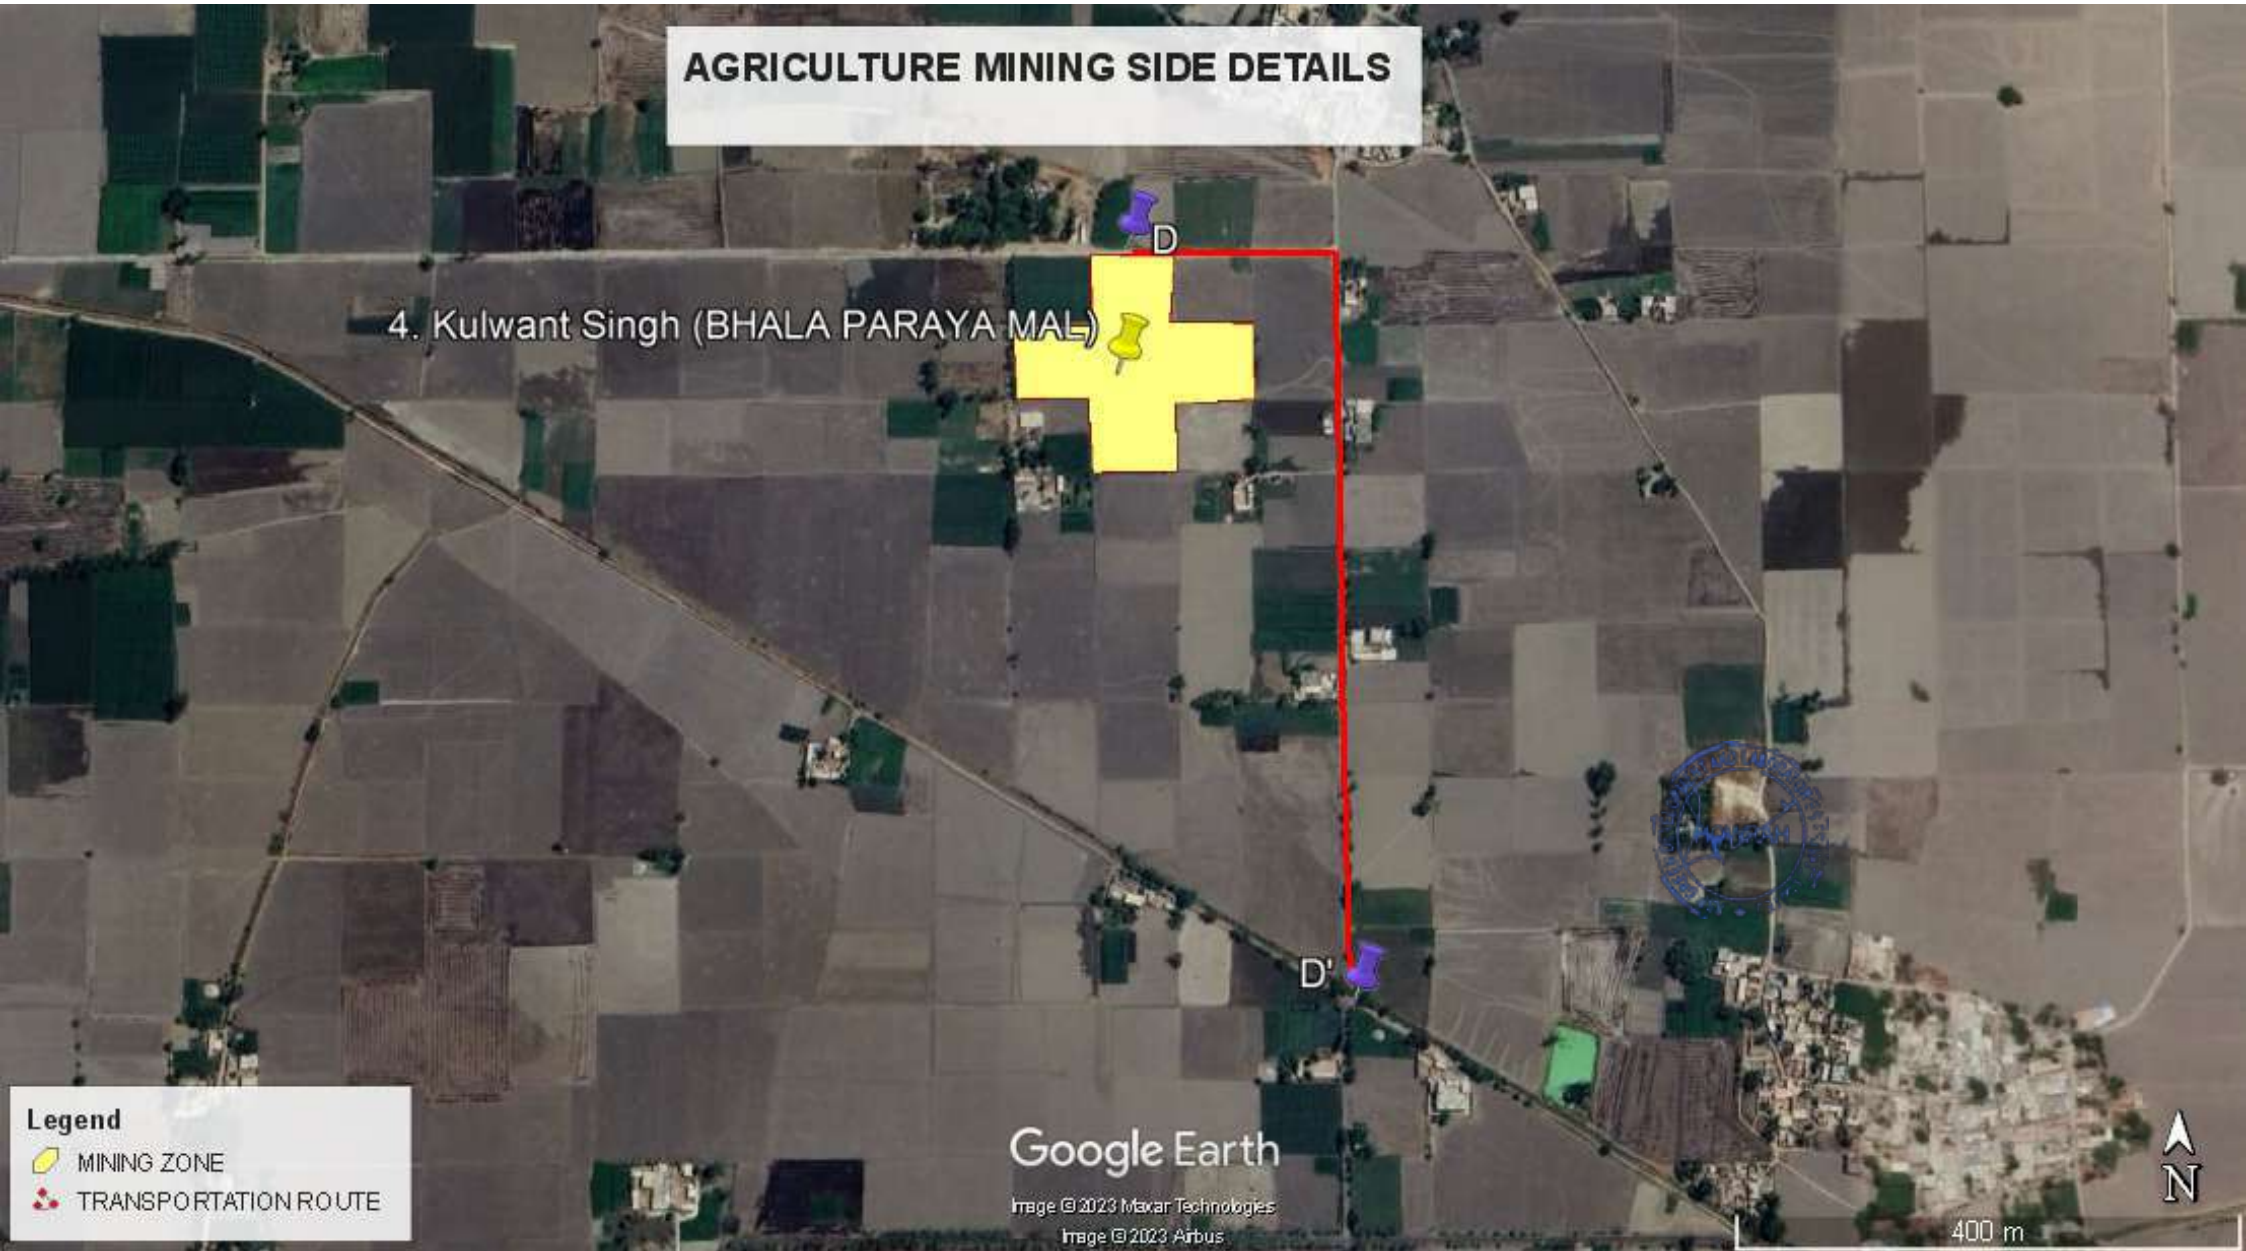 AGRICULTURE MINING SIDE DETAILS
D
4. Kulwant Singh (BHALA PARAYA MAL)
D'
Legend
MINING ZONE
TRANSPORTATION ROUTE
Google Earth
Image © 2023 Maxar Technologies
Image © 2023 Airbus
N
400 m